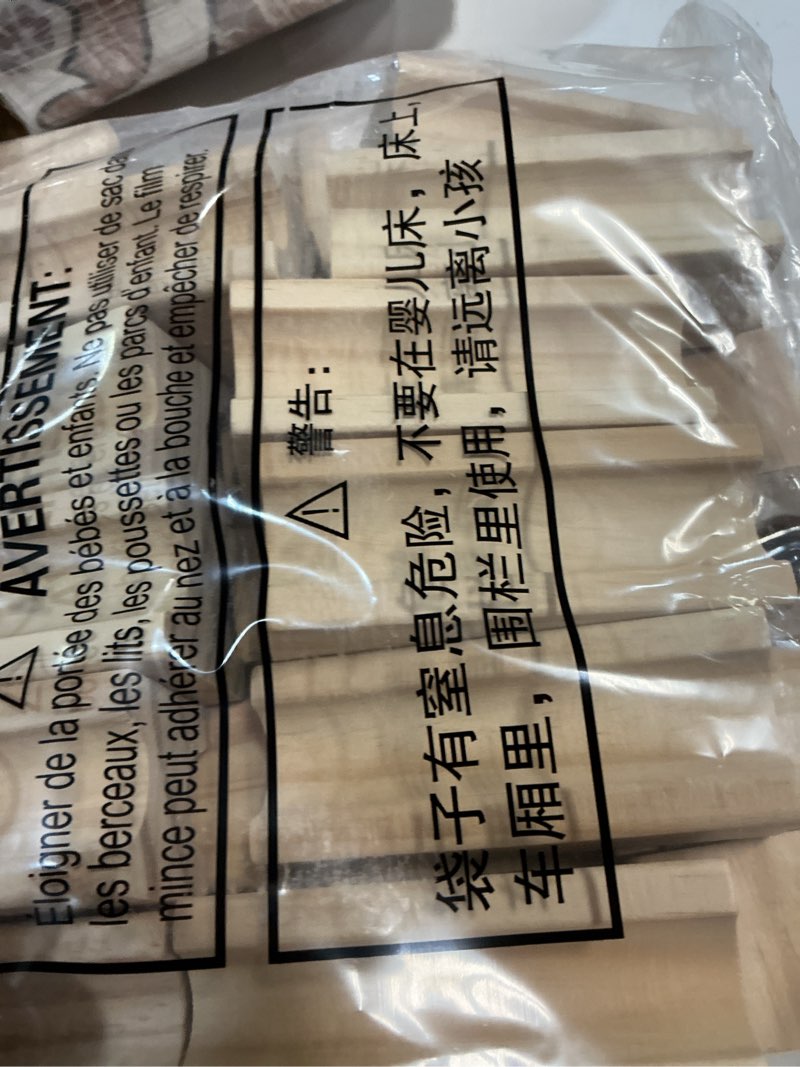 ⚠ AVERTISSEMENT:
Éloigner de la portée des bébés et enfants. Ne pas utiliser de sac da
les berceaux, les lits, les poussettes ou les parcs d'enfant. Le film
mince peut adhérer au nez et à la bouche et empêcher de respirer.
⚠ 警告：
袋子有窒息危险，不要在婴儿床，床上，
车厢里，围栏里使用，请远离小孩